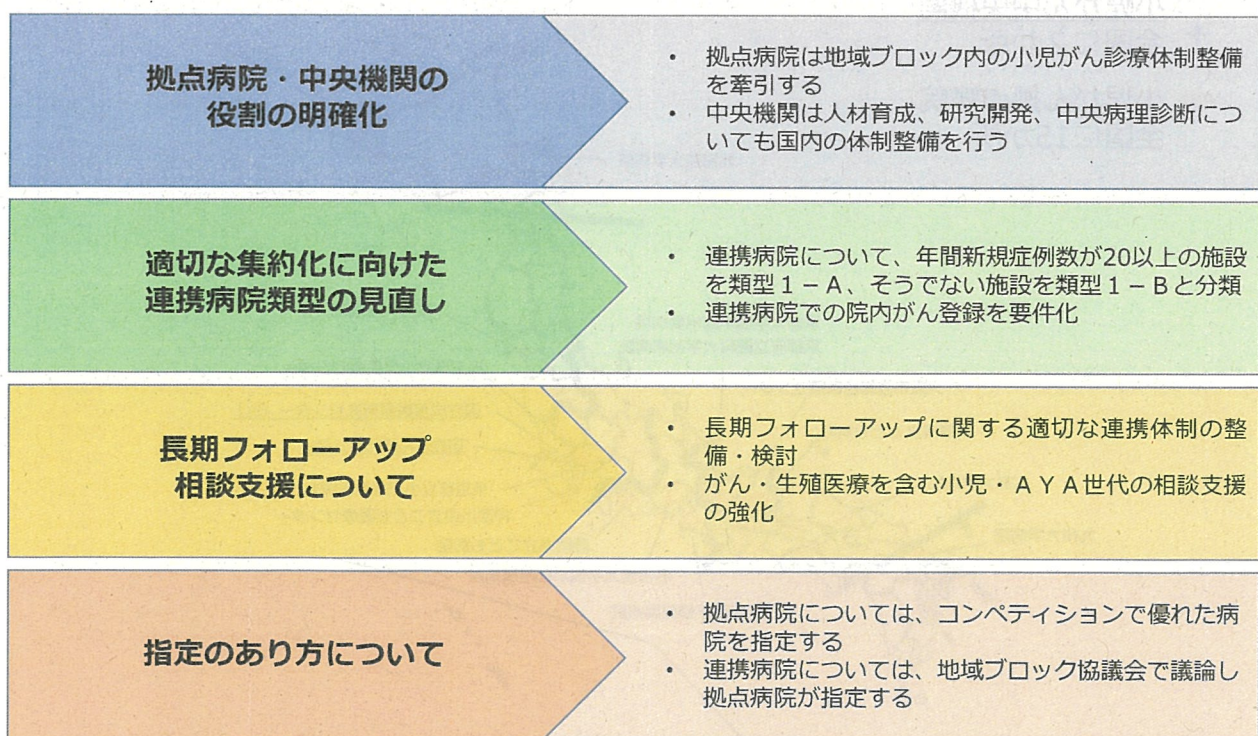 拠点病院・中央機関の
役割の明確化
• 拠点病院は地域ブロック内の小児がん診療体制整備
を牽引する
• 中央機関は人材育成、研究開発、中央病理診断につ
いても国内の体制整備を行う
適切な集約化に向けた
連携病院類型の見直し
• 連携病院について、年間新規症例数が20以上の施設
を類型１－Ａ、そうでない施設を類型１－Ｂと分類
• 連携病院での院内がん登録を要件化
長期フォローアップ
相談支援について
• 長期フォローアップに関する適切な連携体制の整
備・検討
• がん・生殖医療を含む小児・ＡＹＡ世代の相談支援
の強化
指定のあり方について
• 拠点病院については、コンペティションで優れた病
院を指定する
• 連携病院については、地域ブロック協議会で議論し
拠点病院が指定する